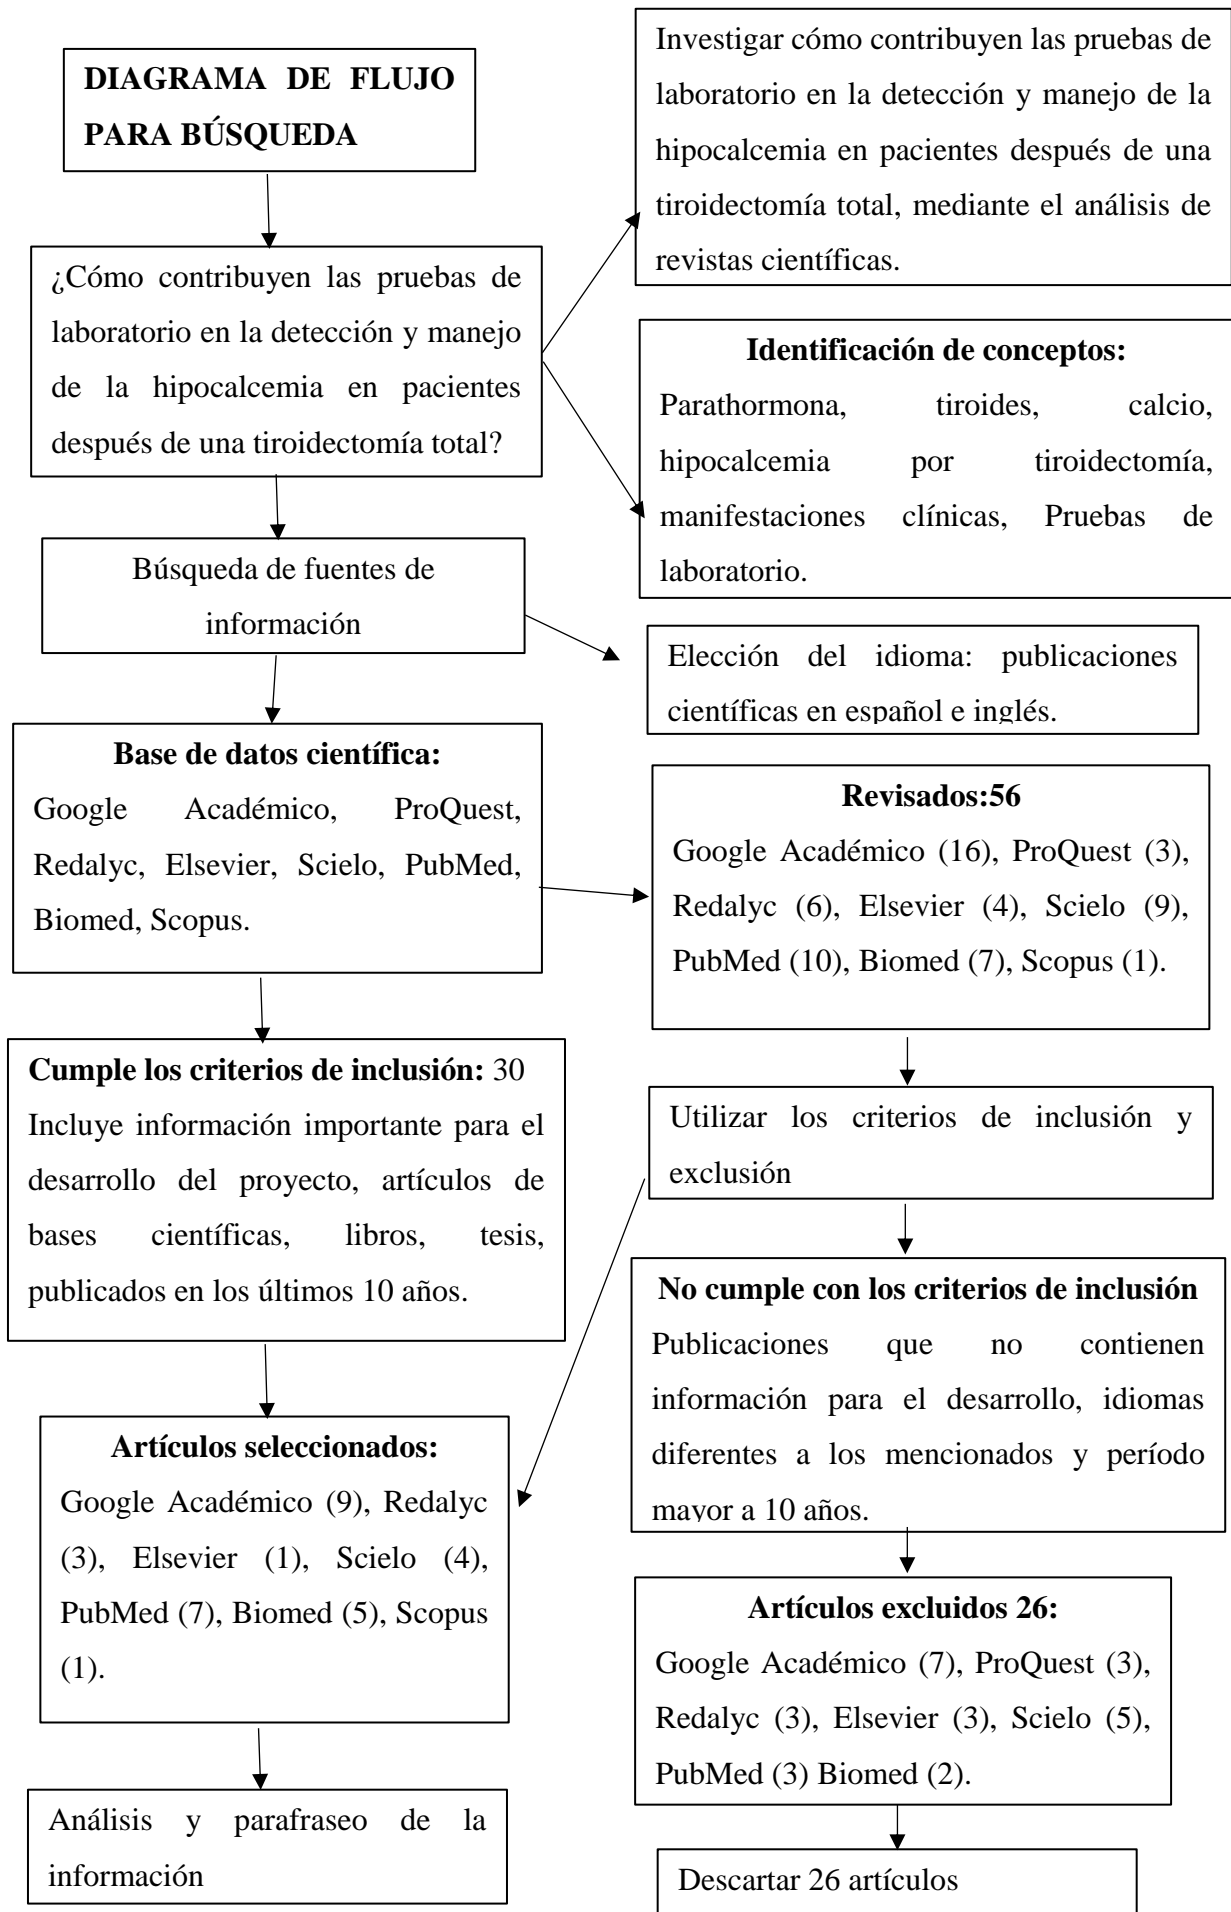 DIAGRAMA DE FLUJO
PARA BÚSQUEDA
Investigar cómo contribuyen las pruebas de
laboratorio en la detección y manejo de la
hipocalcemia en pacientes después de una
tiroidectomía total, mediante el análisis de
revistas científicas.
¿Cómo contribuyen las pruebas de
laboratorio en la detección y manejo
de la hipocalcemia en pacientes
después de una tiroidectomía total?
Identificación de conceptos:
Parathormona, tiroides, calcio,
hipocalcemia por tiroidectomía,
manifestaciones clínicas, Pruebas de
laboratorio.
Búsqueda de fuentes de
información
Elección del idioma: publicaciones
científicas en español e inglés.
Base de datos científica:
Google Académico, ProQuest,
Redalyc, Elsevier, Scielo, PubMed,
Biomed, Scopus.
Revisados:56
Google Académico (16), ProQuest (3),
Redalyc (6), Elsevier (4), Scielo (9),
PubMed (10), Biomed (7), Scopus (1).
Cumple los criterios de inclusión: 30
Incluye información importante para el
desarrollo del proyecto, artículos de
bases científicas, libros, tesis,
publicados en los últimos 10 años.
Utilizar los criterios de inclusión y
exclusión
No cumple con los criterios de inclusión
Publicaciones que no contienen
información para el desarrollo, idiomas
diferentes a los mencionados y período
mayor a 10 años.
Artículos seleccionados:
Google Académico (9), Redalyc
(3), Elsevier (1), Scielo (4),
PubMed (7), Biomed (5), Scopus
(1).
Artículos excluidos 26:
Google Académico (7), ProQuest (3),
Redalyc (3), Elsevier (3), Scielo (5),
PubMed (3) Biomed (2).
Análisis y parafraseo de la
información
Descartar 26 artículos